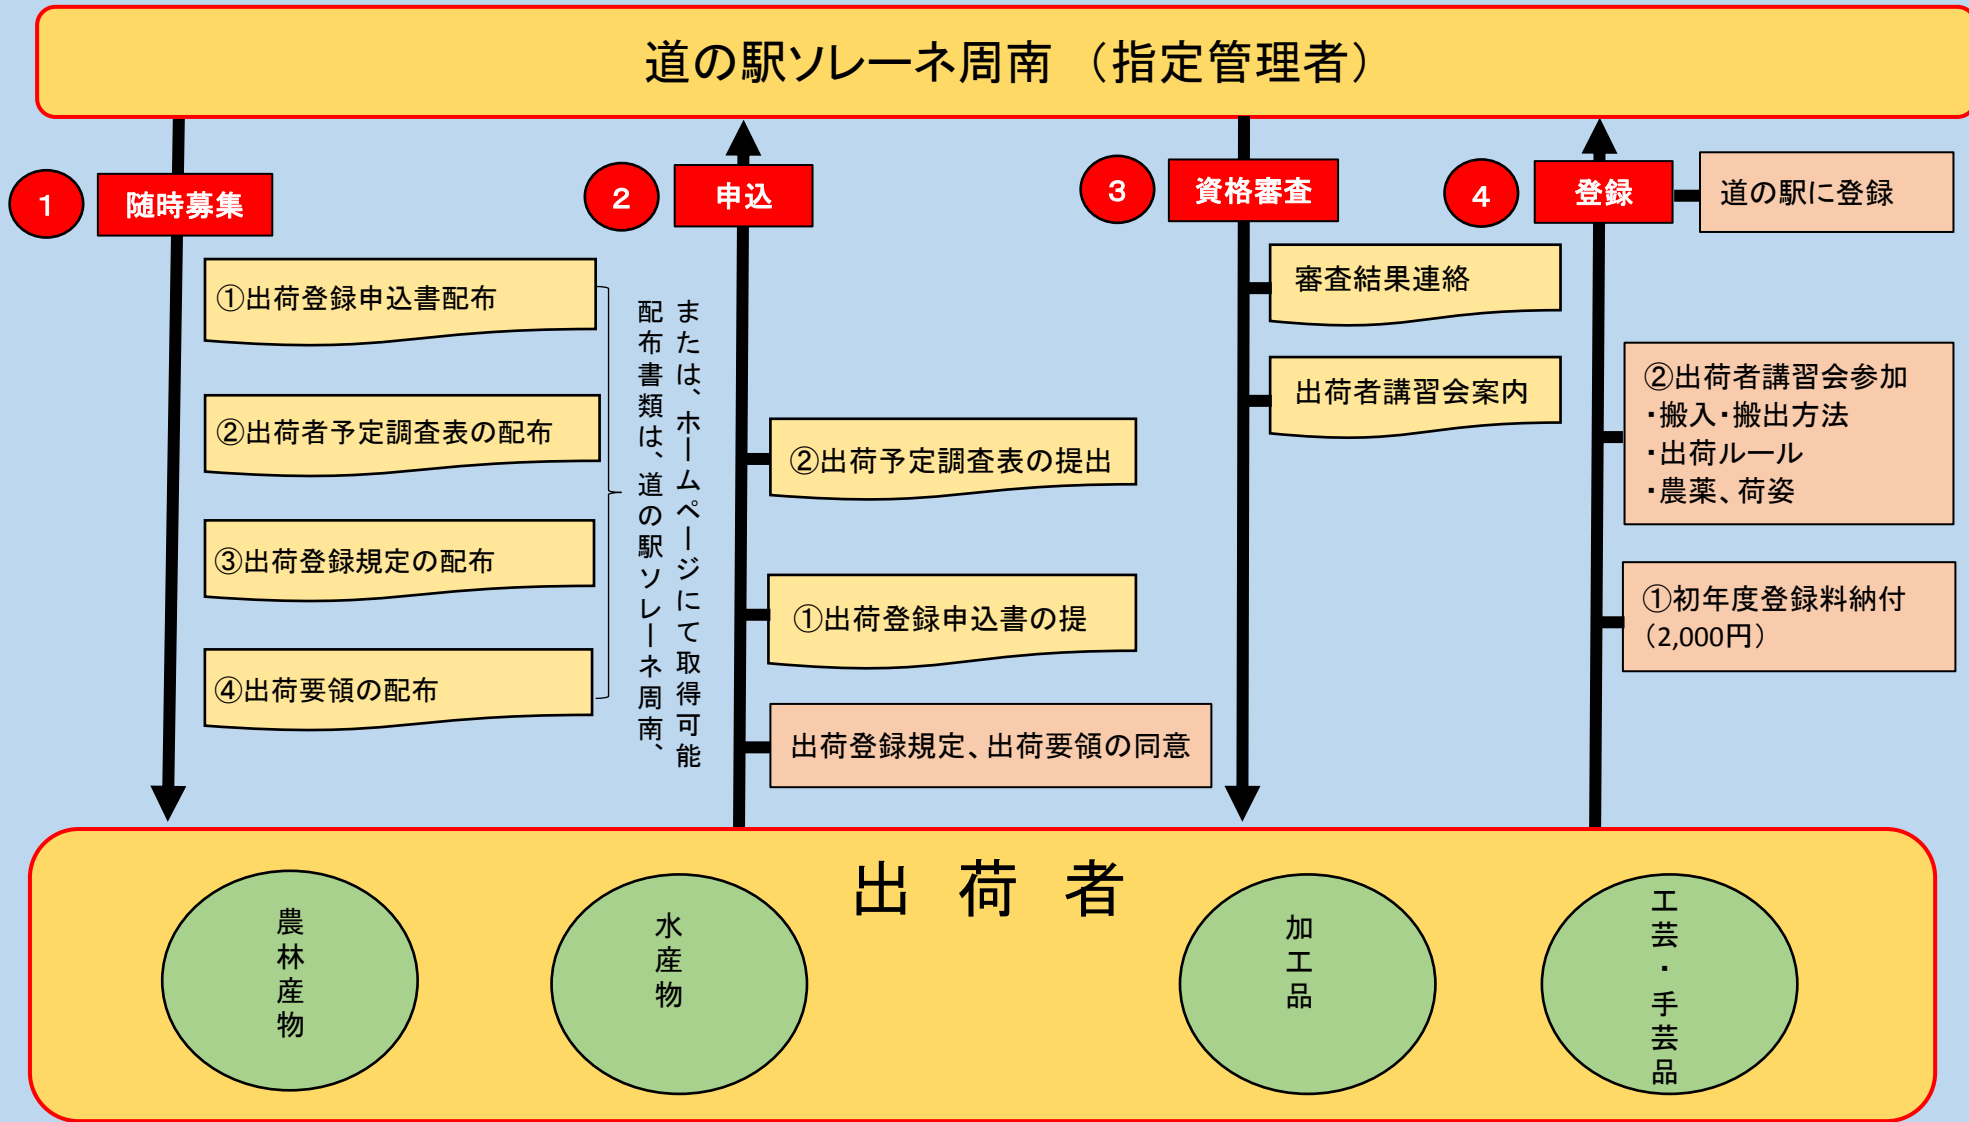 道の駅ソレーネ周南 （指定管理者）
1
随時募集
①出荷登録申込書配布
②出荷者予定調査表の配布
③出荷登録規定の配布
④出荷要領の配布
配布書類は、道の駅ソレーネ周南、
または、ホームページにて取得可能
2
申込
②出荷予定調査表の提出
①出荷登録申込書の提
出荷登録規定、出荷要領の同意
3
資格審査
審査結果連絡
出荷者講習会案内
4
登録
道の駅に登録
②出荷者講習会参加
・搬入・搬出方法
・出荷ルール
・農薬、荷姿
①初年度登録料納付
（2,000円）
出 荷 者
農林産物
水産物
加工品
工芸・手芸品